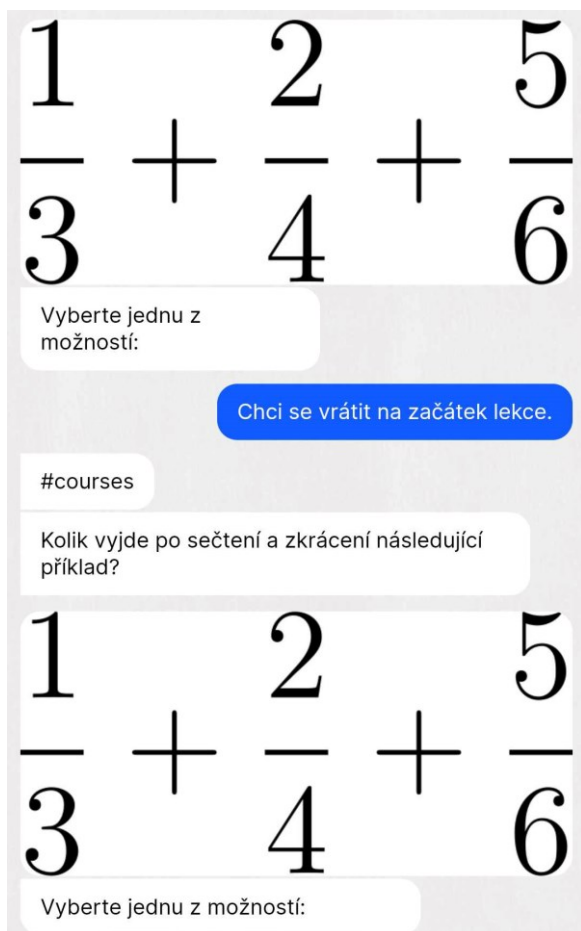 1/3 + 2/4 + 5/6
Vyberte jednu z
možností:
Chci se vrátit na začátek lekce.
#courses
Kolik vyjde po sečtení a zkrácení následující
příklad?
1/3 + 2/4 + 5/6
Vyberte jednu z možností: